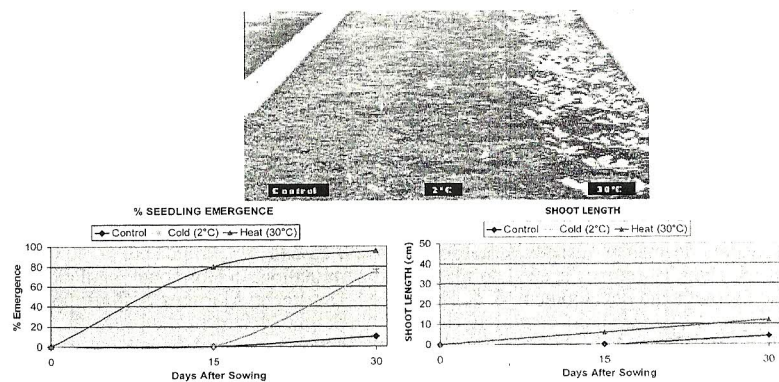 Control 2°C 30°C
% SEEDLING EMERGENCE
Control Cold (2°C) Heat (30°C)
100
80
60
40
20
0
% Emergence
0 15 30
Days After Sowing
SHOOT LENGTH
Control Cold (2°C) Heat (30°C)
50
40
30
20
10
0
SHOOT LENGTH (cm)
0 15 30
Days After Sowing